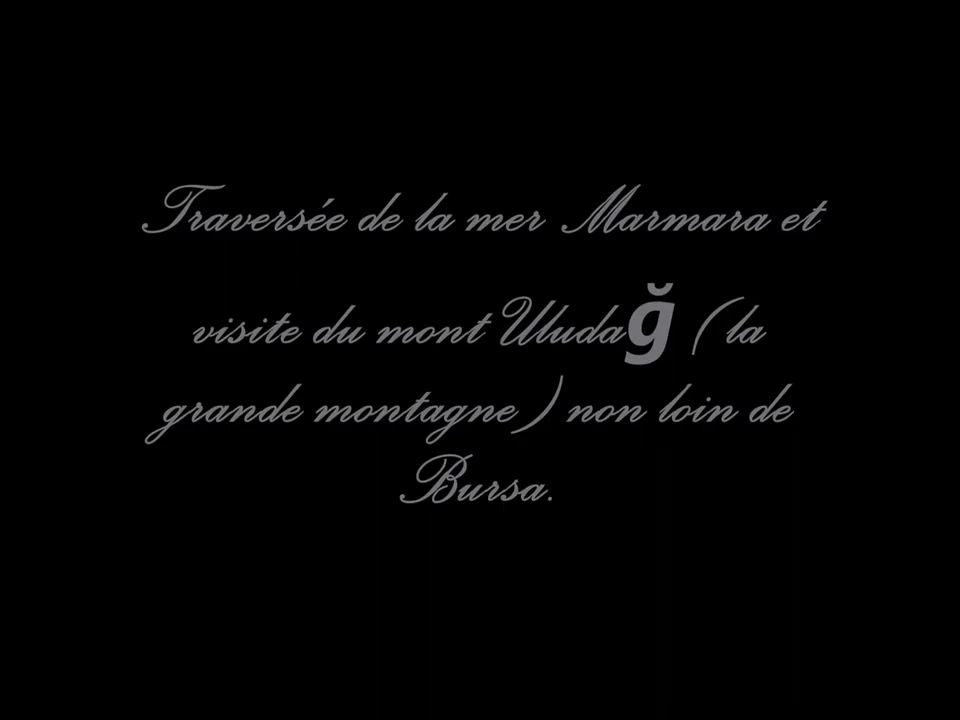 Traversée de la mer Marmara et
visite du mont Uludağ (la
grande montagne) non loin de
Bursa.